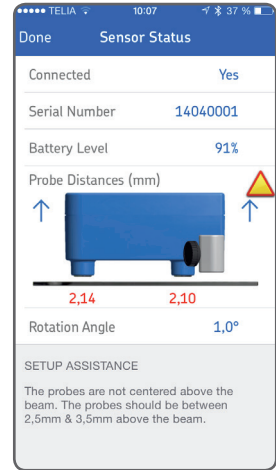 TELIA 10:07 37 %
Done Sensor Status
Connected Yes
Serial Number 14040001
Battery Level 91%
Probe Distances (mm)
2,14 2,10
Rotation Angle 1,0°
SETUP ASSISTANCE
The probes are not centered above the
beam. The probes should be between
2,5mm & 3,5mm above the beam.